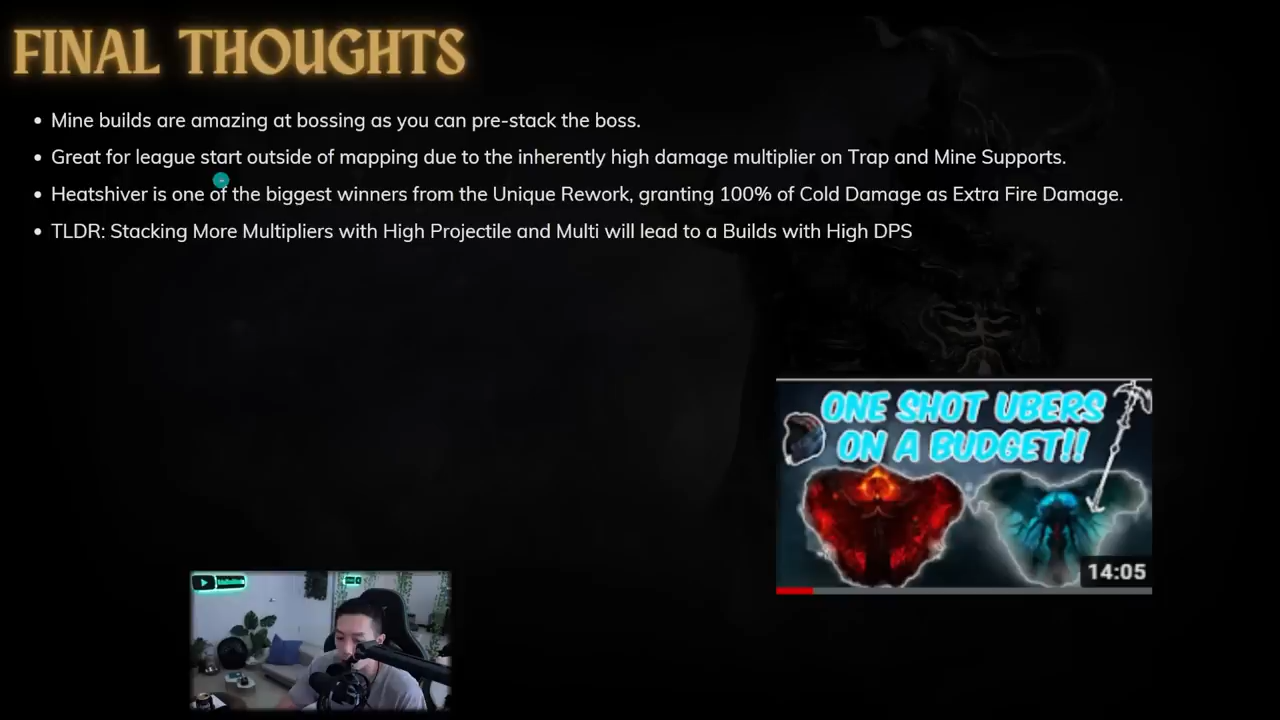 FINAL THOUGHTS
• Mine builds are amazing at bossing as you can pre-stack the boss.
• Great for league start outside of mapping due to the inherently high damage multiplier on Trap and Mine Supports.
• Heatshiver is one of the biggest winners from the Unique Rework, granting 100% of Cold Damage as Extra Fire Damage.
• TLDR: Stacking More Multipliers with High Projectile and Multi will lead to a Builds with High DPS
ONE SHOT UBERS
ON A BUDGET!!
14:05